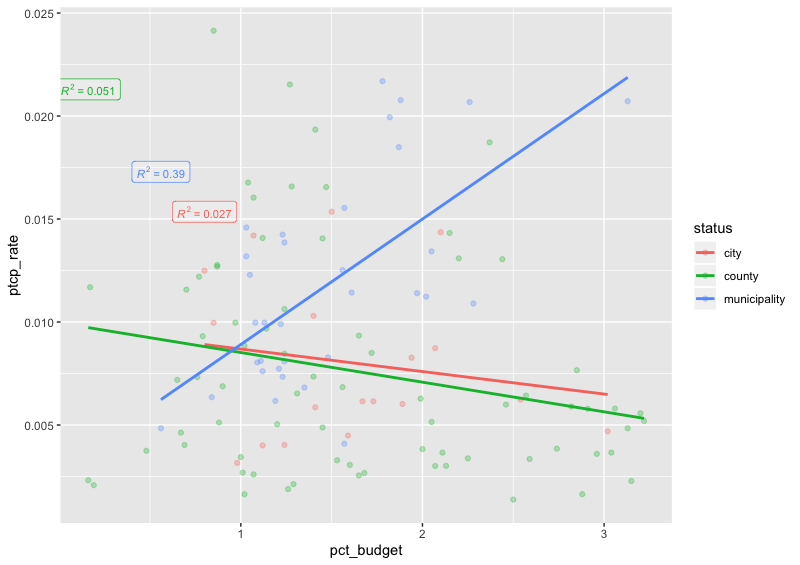 0.025
0.020
0.015
0.010
0.005
ptcp_rate
R² = 0.051
R² = 0.39
R² = 0.027
1
2
3
pct_budget
status
city
county
municipality